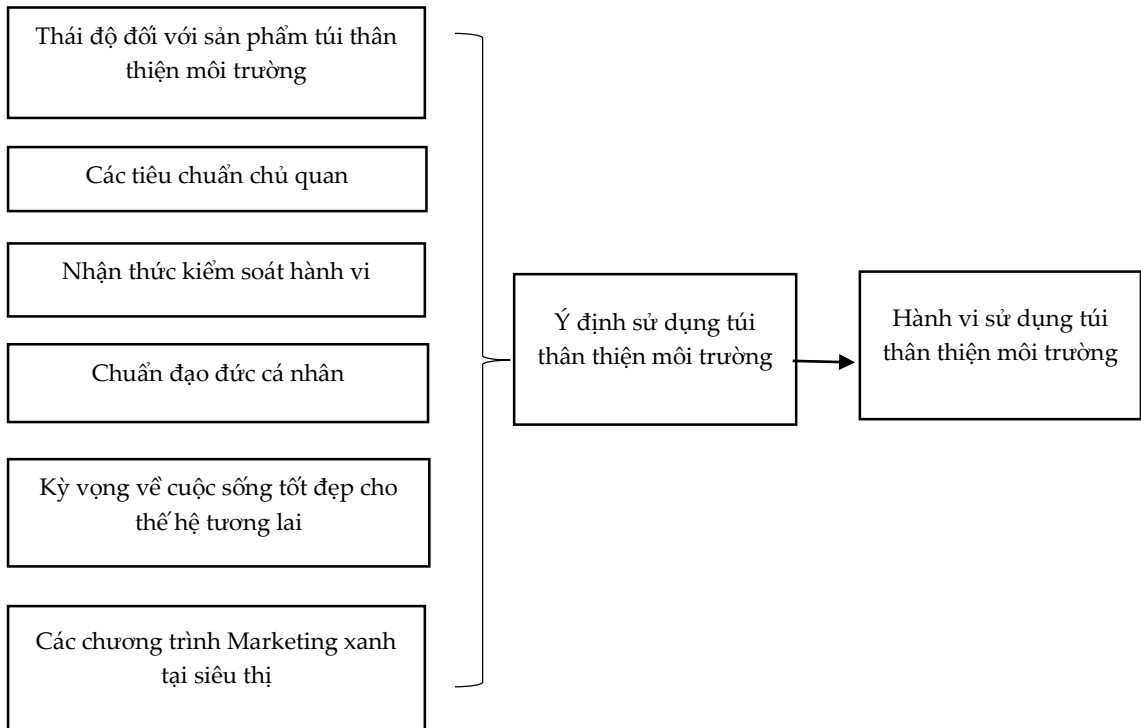 Thái độ đối với sản phẩm túi thân
thiện môi trường
Các tiêu chuẩn chủ quan
Nhận thức kiểm soát hành vi
Chuẩn đạo đức cá nhân
Kỳ vọng về cuộc sống tốt đẹp cho
thế hệ tương lai
Các chương trình Marketing xanh
tại siêu thị
Ý định sử dụng túi
thân thiện môi trường
Hành vi sử dụng túi
thân thiện môi trường